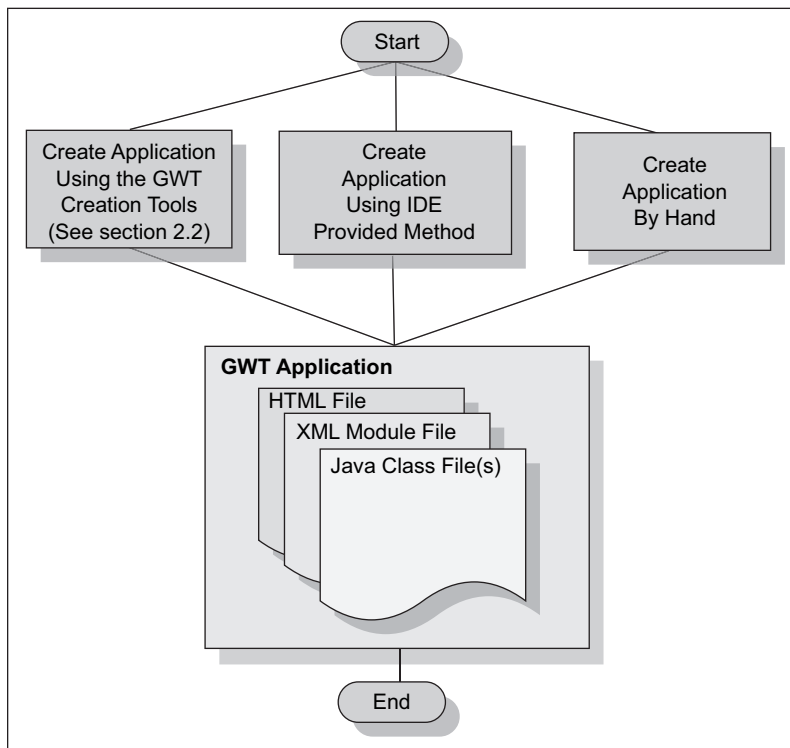 Start
Create Application
Using the GWT
Creation Tools
(See section 2.2)
Create
Application
Using IDE
Provided Method
Create
Application
By Hand
GWT Application
HTML File
XML Module File
Java Class File(s)
End